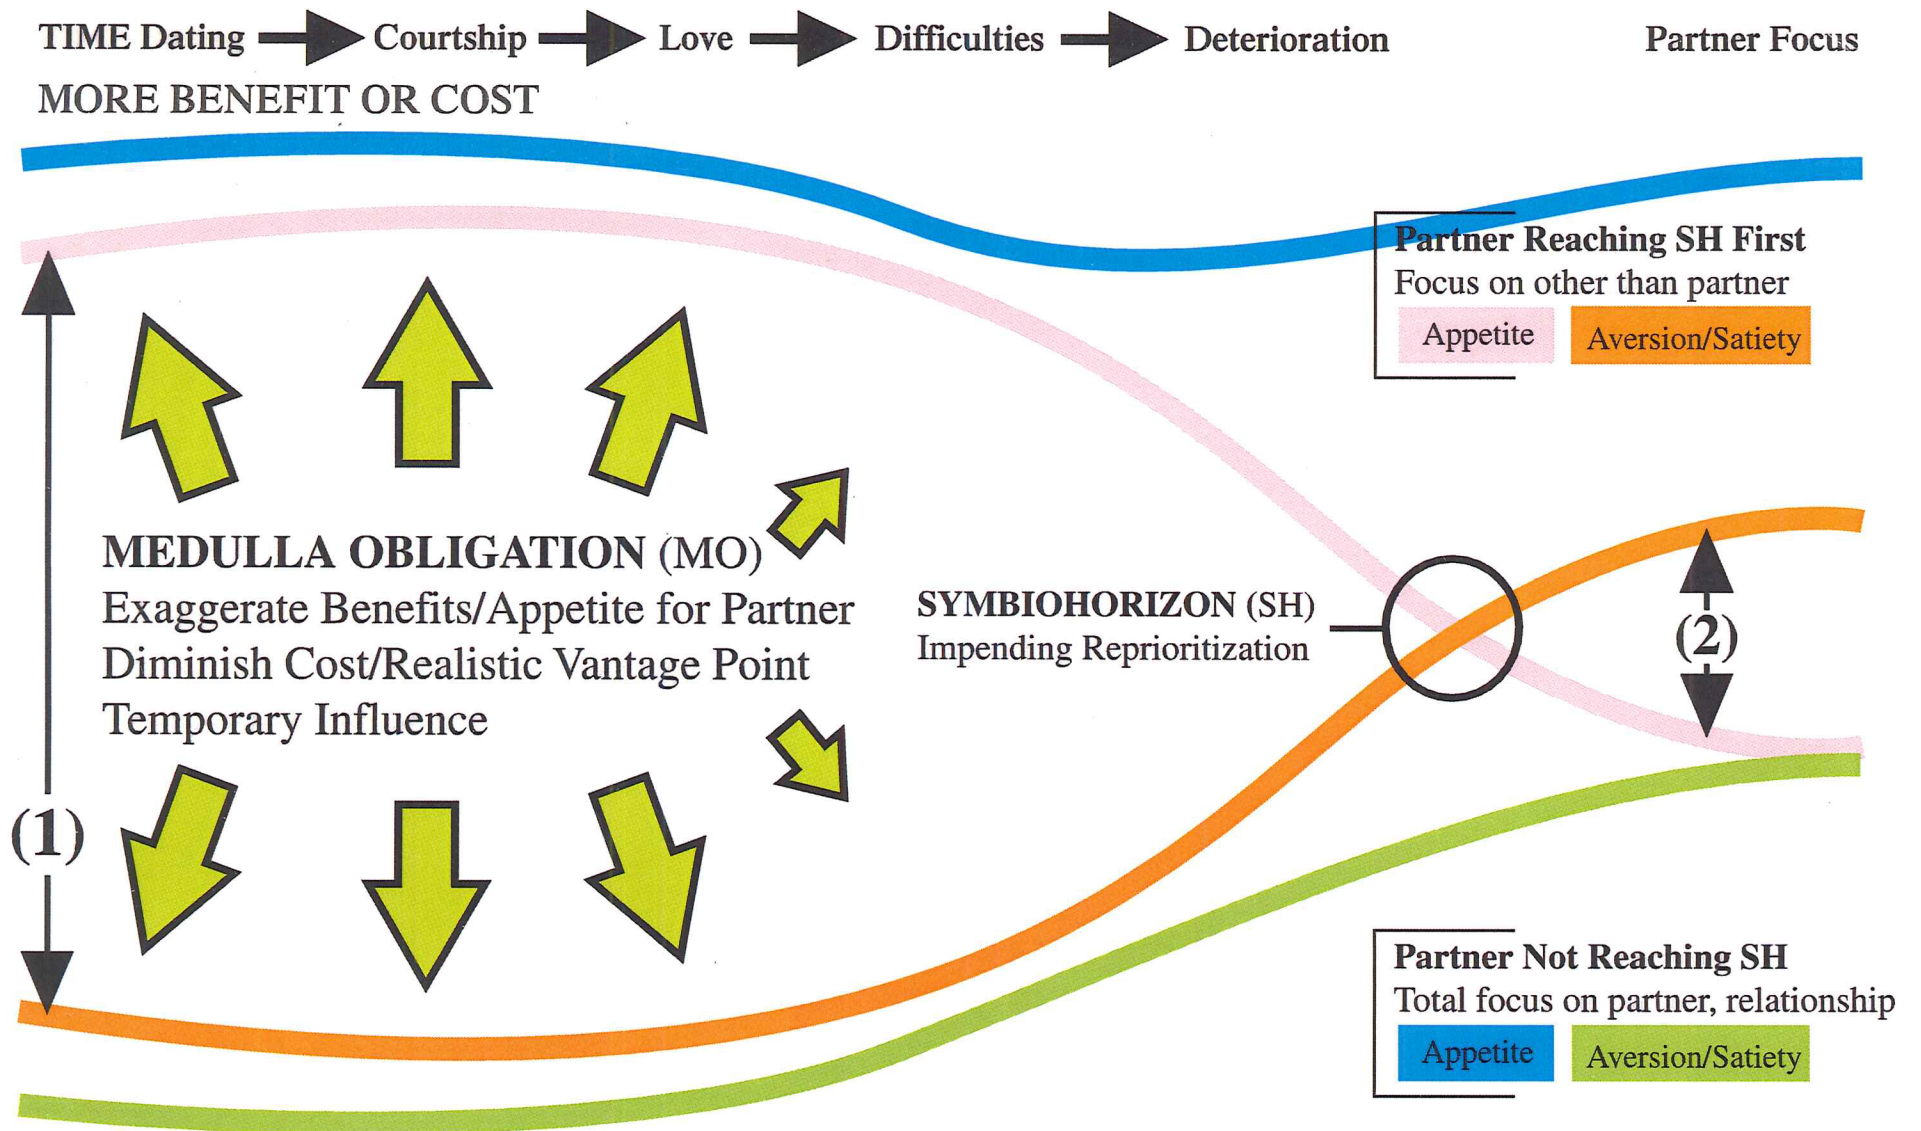 TIME Dating Courtship Love Difficulties Deterioration Partner Focus
MORE BENEFIT OR COST
Partner Reaching SH First
Focus on other than partner
Appetite Aversion/Satiety
MEDULLA OBLIGATION (MO)
Exaggerate Benefits/Appetite for Partner
Diminish Cost/Realistic Vantage Point
Temporary Influence
SYMBIOHORIZON (SH)
Impending Reprioritization
(2)
(1)
Partner Not Reaching SH
Total focus on partner, relationship
Appetite Aversion/Satiety